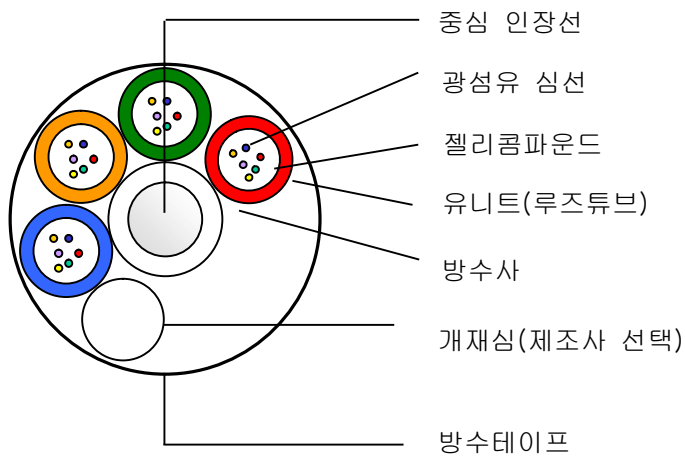 중심 인장선
광섬유 심선
젤리콤파운드
유니트(루즈튜브)
방수사
개재심(제조사 선택)
방수테이프